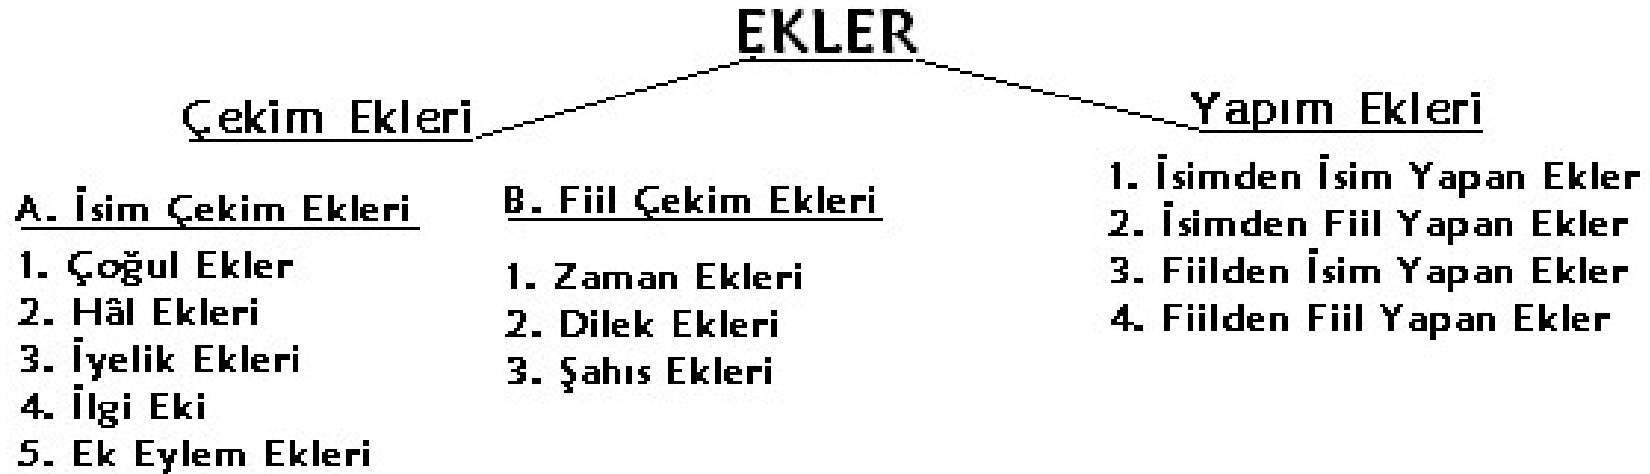 EKLER
Çekim Ekleri
A. İsim Çekim Ekleri
1. Çoğul Ekler
2. Hâl Ekleri
3. İyelik Ekleri
4. İlgi Eki
5. Ek Eylem Ekleri
B. Fiil Çekim Ekleri
1. Zaman Ekleri
2. Dilek Ekleri
3. Şahıs Ekleri
Yapım Ekleri
1. İsimden İsim Yapan Ekler
2. İsimden Fiil Yapan Ekler
3. Fiilden İsim Yapan Ekler
4. Fiilden Fiil Yapan Ekler